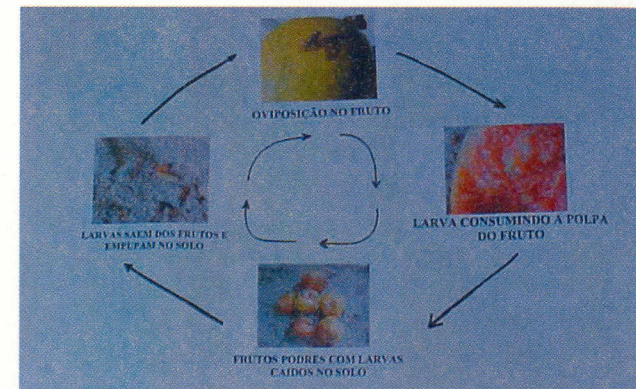 OVIPOSIÇÃO NO FRUTO
LARVA CONSUMINDO A POLPA
DO FRUTO
FRUTOS PODRES COM LARVAS
CAÍDOS NO SOLO
LARVAS SAEM DOS FRUTOS E
EMPUPAM NO SOLO